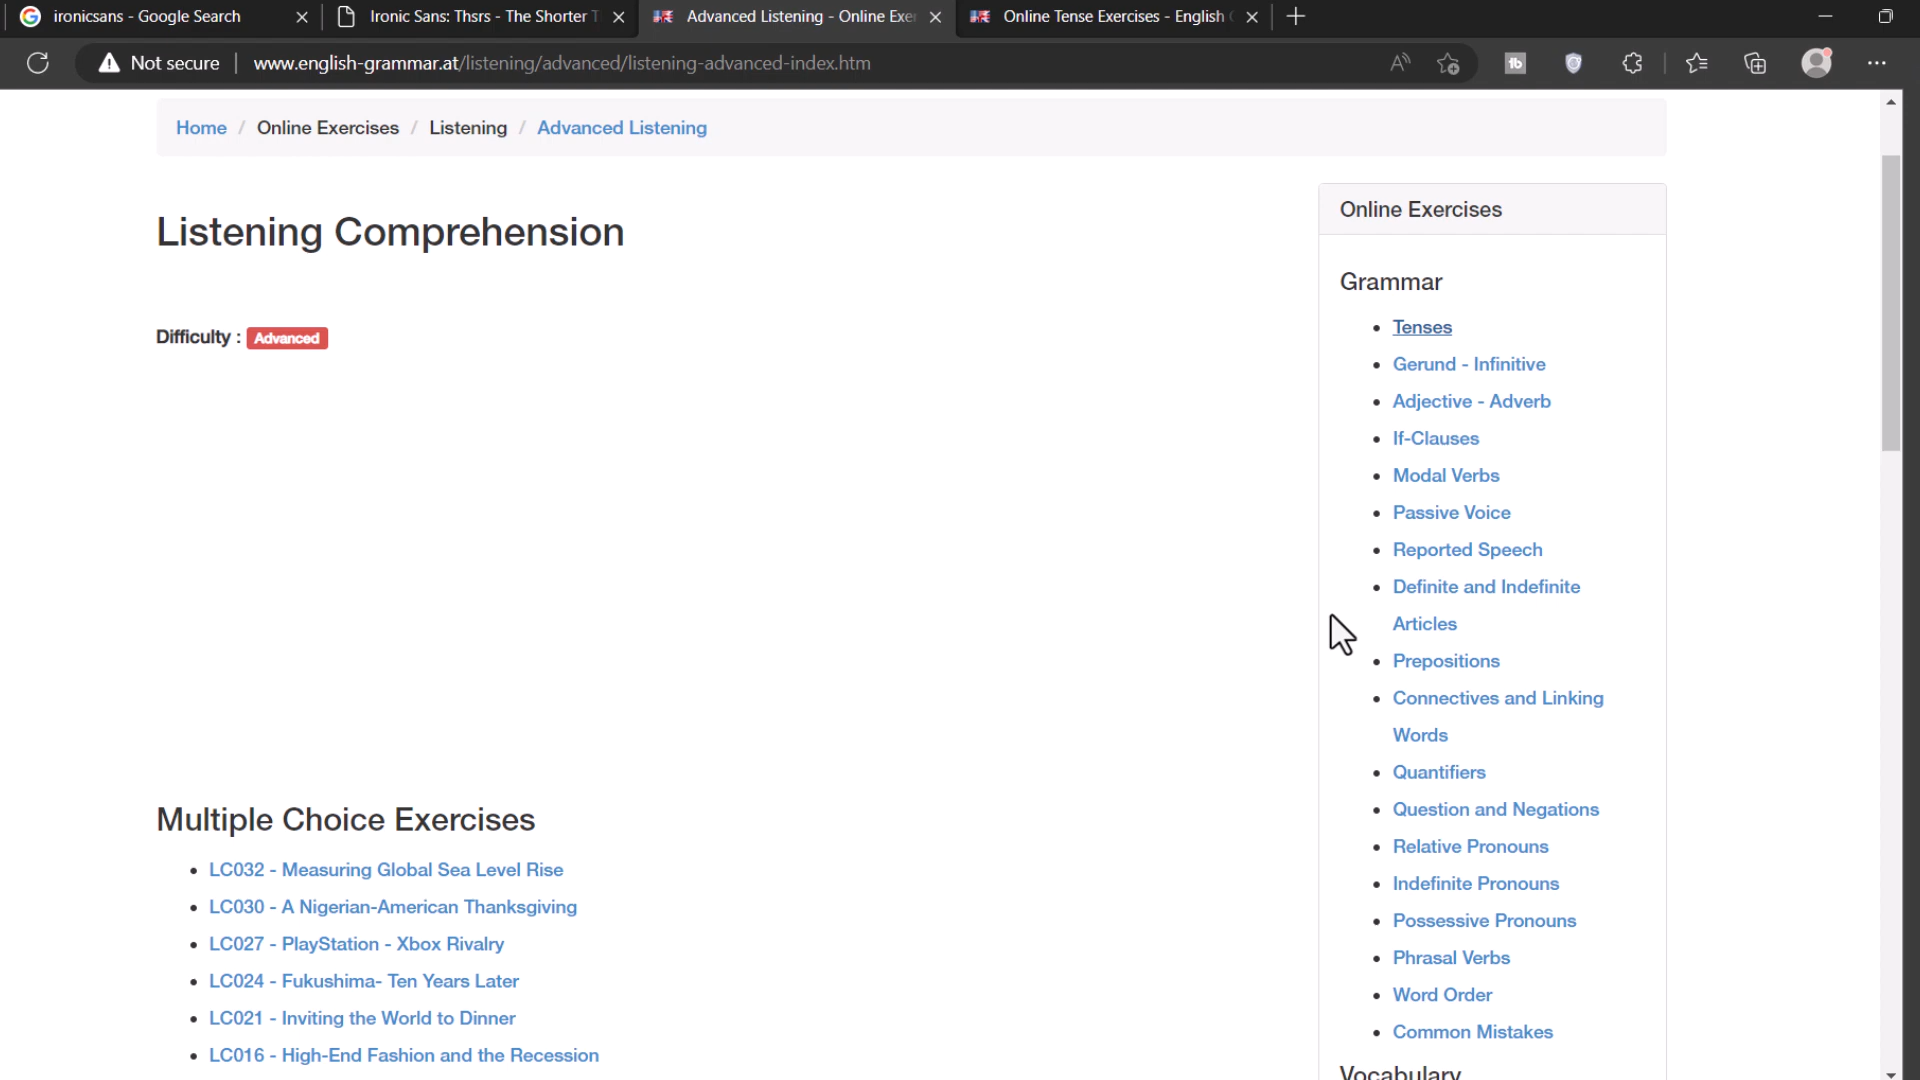 ironicsans - Google Search
Ironic Sans: Thsrs - The Shorter T
Advanced Listening - Online Exer
Online Tense Exercises - English
Not secure
www.english-grammar.at/listening/advanced/listening-advanced-index.htm
Home / Online Exercises / Listening / Advanced Listening
Listening Comprehension
Difficulty : Advanced
Multiple Choice Exercises
LC032 - Measuring Global Sea Level Rise
LC030 - A Nigerian-American Thanksgiving
LC027 - PlayStation - Xbox Rivalry
LC024 - Fukushima- Ten Years Later
LC021 - Inviting the World to Dinner
LC016 - High-End Fashion and the Recession
Online Exercises
Grammar
Tenses
Gerund - Infinitive
Adjective - Adverb
If-Clauses
Modal Verbs
Passive Voice
Reported Speech
Definite and Indefinite
Articles
Prepositions
Connectives and Linking
Words
Quantifiers
Question and Negations
Relative Pronouns
Indefinite Pronouns
Possessive Pronouns
Phrasal Verbs
Word Order
Common Mistakes
Vocabulary